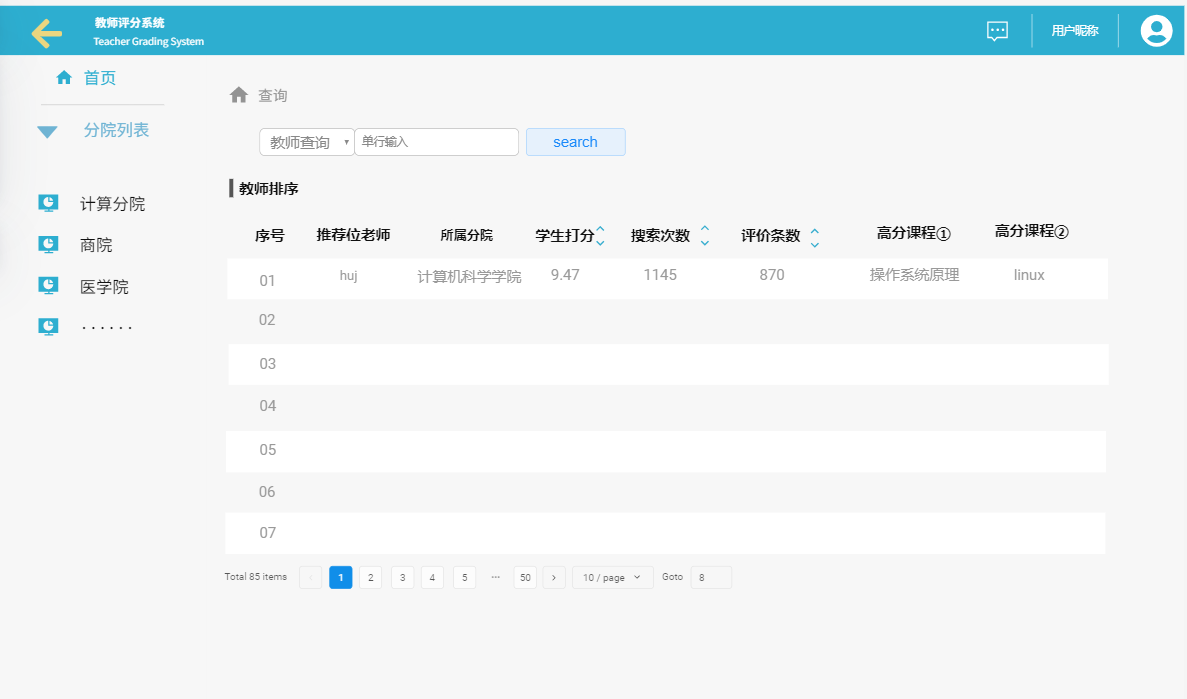 教师评分系统
Teacher Grading System
用户昵称
首页
分院列表
计算分院
商院
医学院
······
查询
教师查询 单行输入 search
教师排序
序号 推荐位老师 所属分院 学生打分 搜索次数 评价条数 高分课程① 高分课程②
01 huj 计算机科学学院 9.47 1145 870 操作系统原理 linux
02
03
04
05
06
07
Total 85 items 1 2 3 4 5 ··· 50 10 / page Goto 8